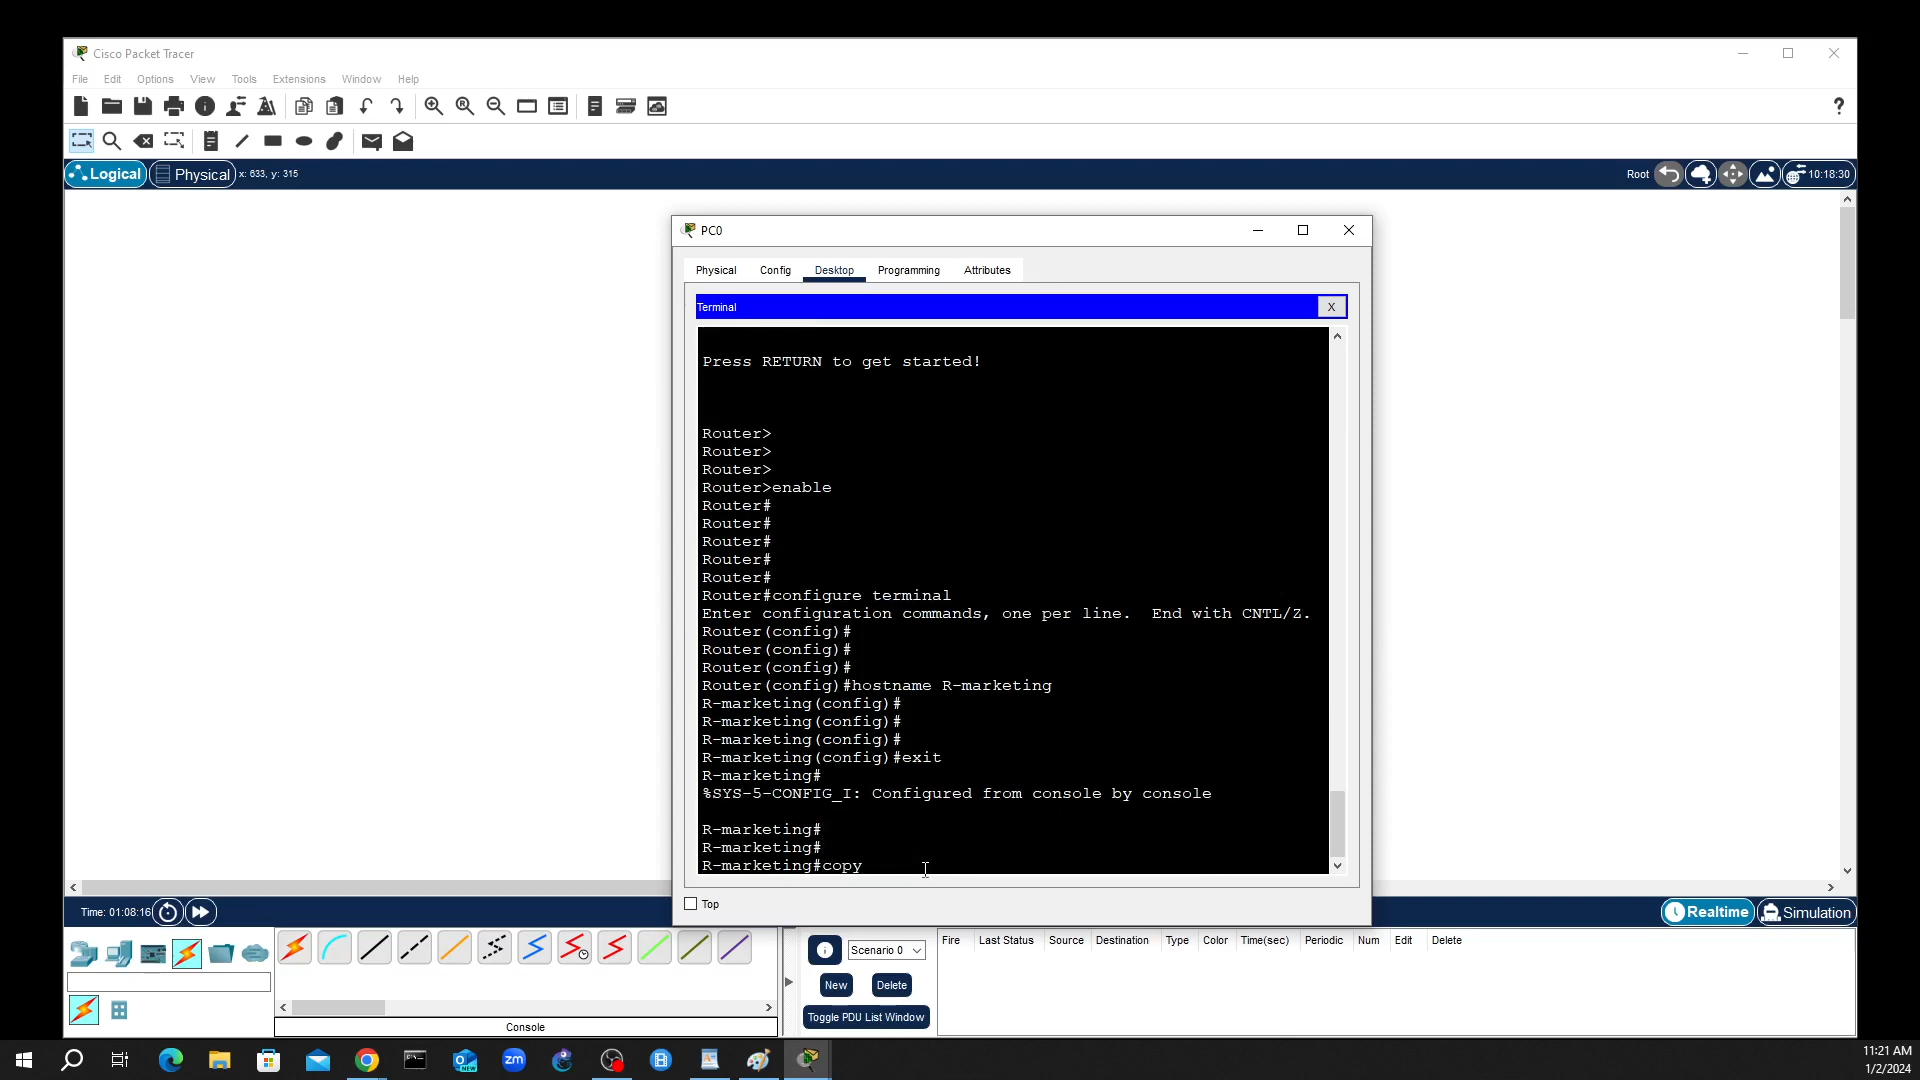 Cisco Packet Tracer
File Edit Options View Tools Extensions Window Help
?
Logical Physical x: 633, y: 315 Root 10:18:30
PC0
Physical Config Desktop Programming Attributes
Terminal X
Press RETURN to get started!
Router>
Router>
Router>
Router>enable
Router#
Router#
Router#
Router#
Router#
Router#configure terminal
Enter configuration commands, one per line.  End with CNTL/Z.
Router(config)#
Router(config)#
Router(config)#
Router(config)#hostname R-marketing
R-marketing(config)#
R-marketing(config)#
R-marketing(config)#
R-marketing(config)#exit
R-marketing#
%SYS-5-CONFIG_I: Configured from console by console
R-marketing#
R-marketing#
R-marketing#copy
Top
Time: 01:08:16 Realtime Simulation
Scenario 0
Fire Last Status Source Destination Type Color Time(sec) Periodic Num Edit Delete
New Delete
Toggle PDU List Window
Console
zm
NEW
11:21 AM
1/2/2024